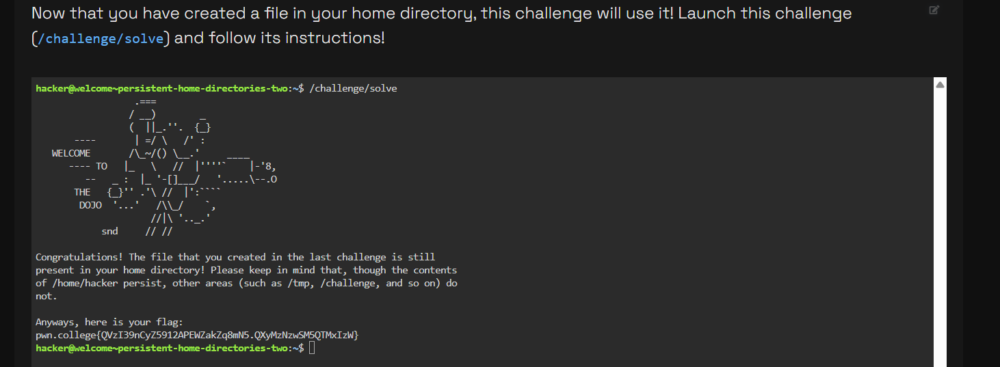 Now that you have created a file in your home directory, this challenge will use it! Launch this challenge
(/challenge/solve) and follow its instructions!
hacker@welcome~persistent-home-directories-two:~$ /challenge/solve
.===
/ __)          _
( ||_.''.  {_}
----       | =/ \   /' :
WELCOME       /\_~/() \__.'     ____
---- TO   |_   \   //  |''''`    |-'8,
--   _ :  |_ '-[]___/   '.....\--.O
THE   {_}'' .'\ //  |':````
DOJO  '...'   /\\_/    `,
//|\ '.._.'
snd     // //
Congratulations! The file that you created in the last challenge is still
present in your home directory! Please keep in mind that, though the contents
of /home/hacker persist, other areas (such as /tmp, /challenge, and so on) do
not.
Anyways, here is your flag:
pwn.college{QVzI39nCyZ5912APEWZakZq8mN5.QXyMzNzwSM5QTMxIzW}
hacker@welcome~persistent-home-directories-two:~$